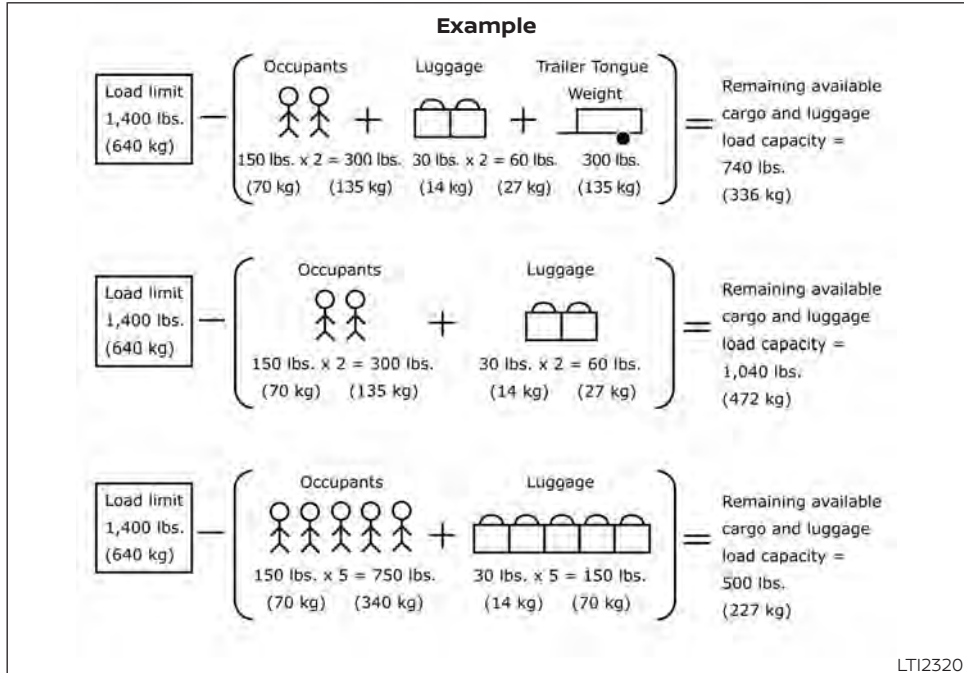 Example
Load limit
1,400 lbs.
(640 kg)
Occupants
150 lbs. x 2 = 300 lbs.
(70 kg) (135 kg)
Luggage
30 lbs. x 2 = 60 lbs.
(14 kg) (27 kg)
Trailer Tongue
Weight
300 lbs.
(135 kg)
Remaining available
cargo and luggage
load capacity =
740 lbs.
(336 kg)
Load limit
1,400 lbs.
(640 kg)
Occupants
150 lbs. x 2 = 300 lbs.
(70 kg) (135 kg)
Luggage
30 lbs. x 2 = 60 lbs.
(14 kg) (27 kg)
Remaining available
cargo and luggage
load capacity =
1,040 lbs.
(472 kg)
Load limit
1,400 lbs.
(640 kg)
Occupants
150 lbs. x 5 = 750 lbs.
(70 kg) (340 kg)
Luggage
30 lbs. x 5 = 150 lbs.
(14 kg) (70 kg)
Remaining available
cargo and luggage
load capacity =
500 lbs.
(227 kg)
LTI2320